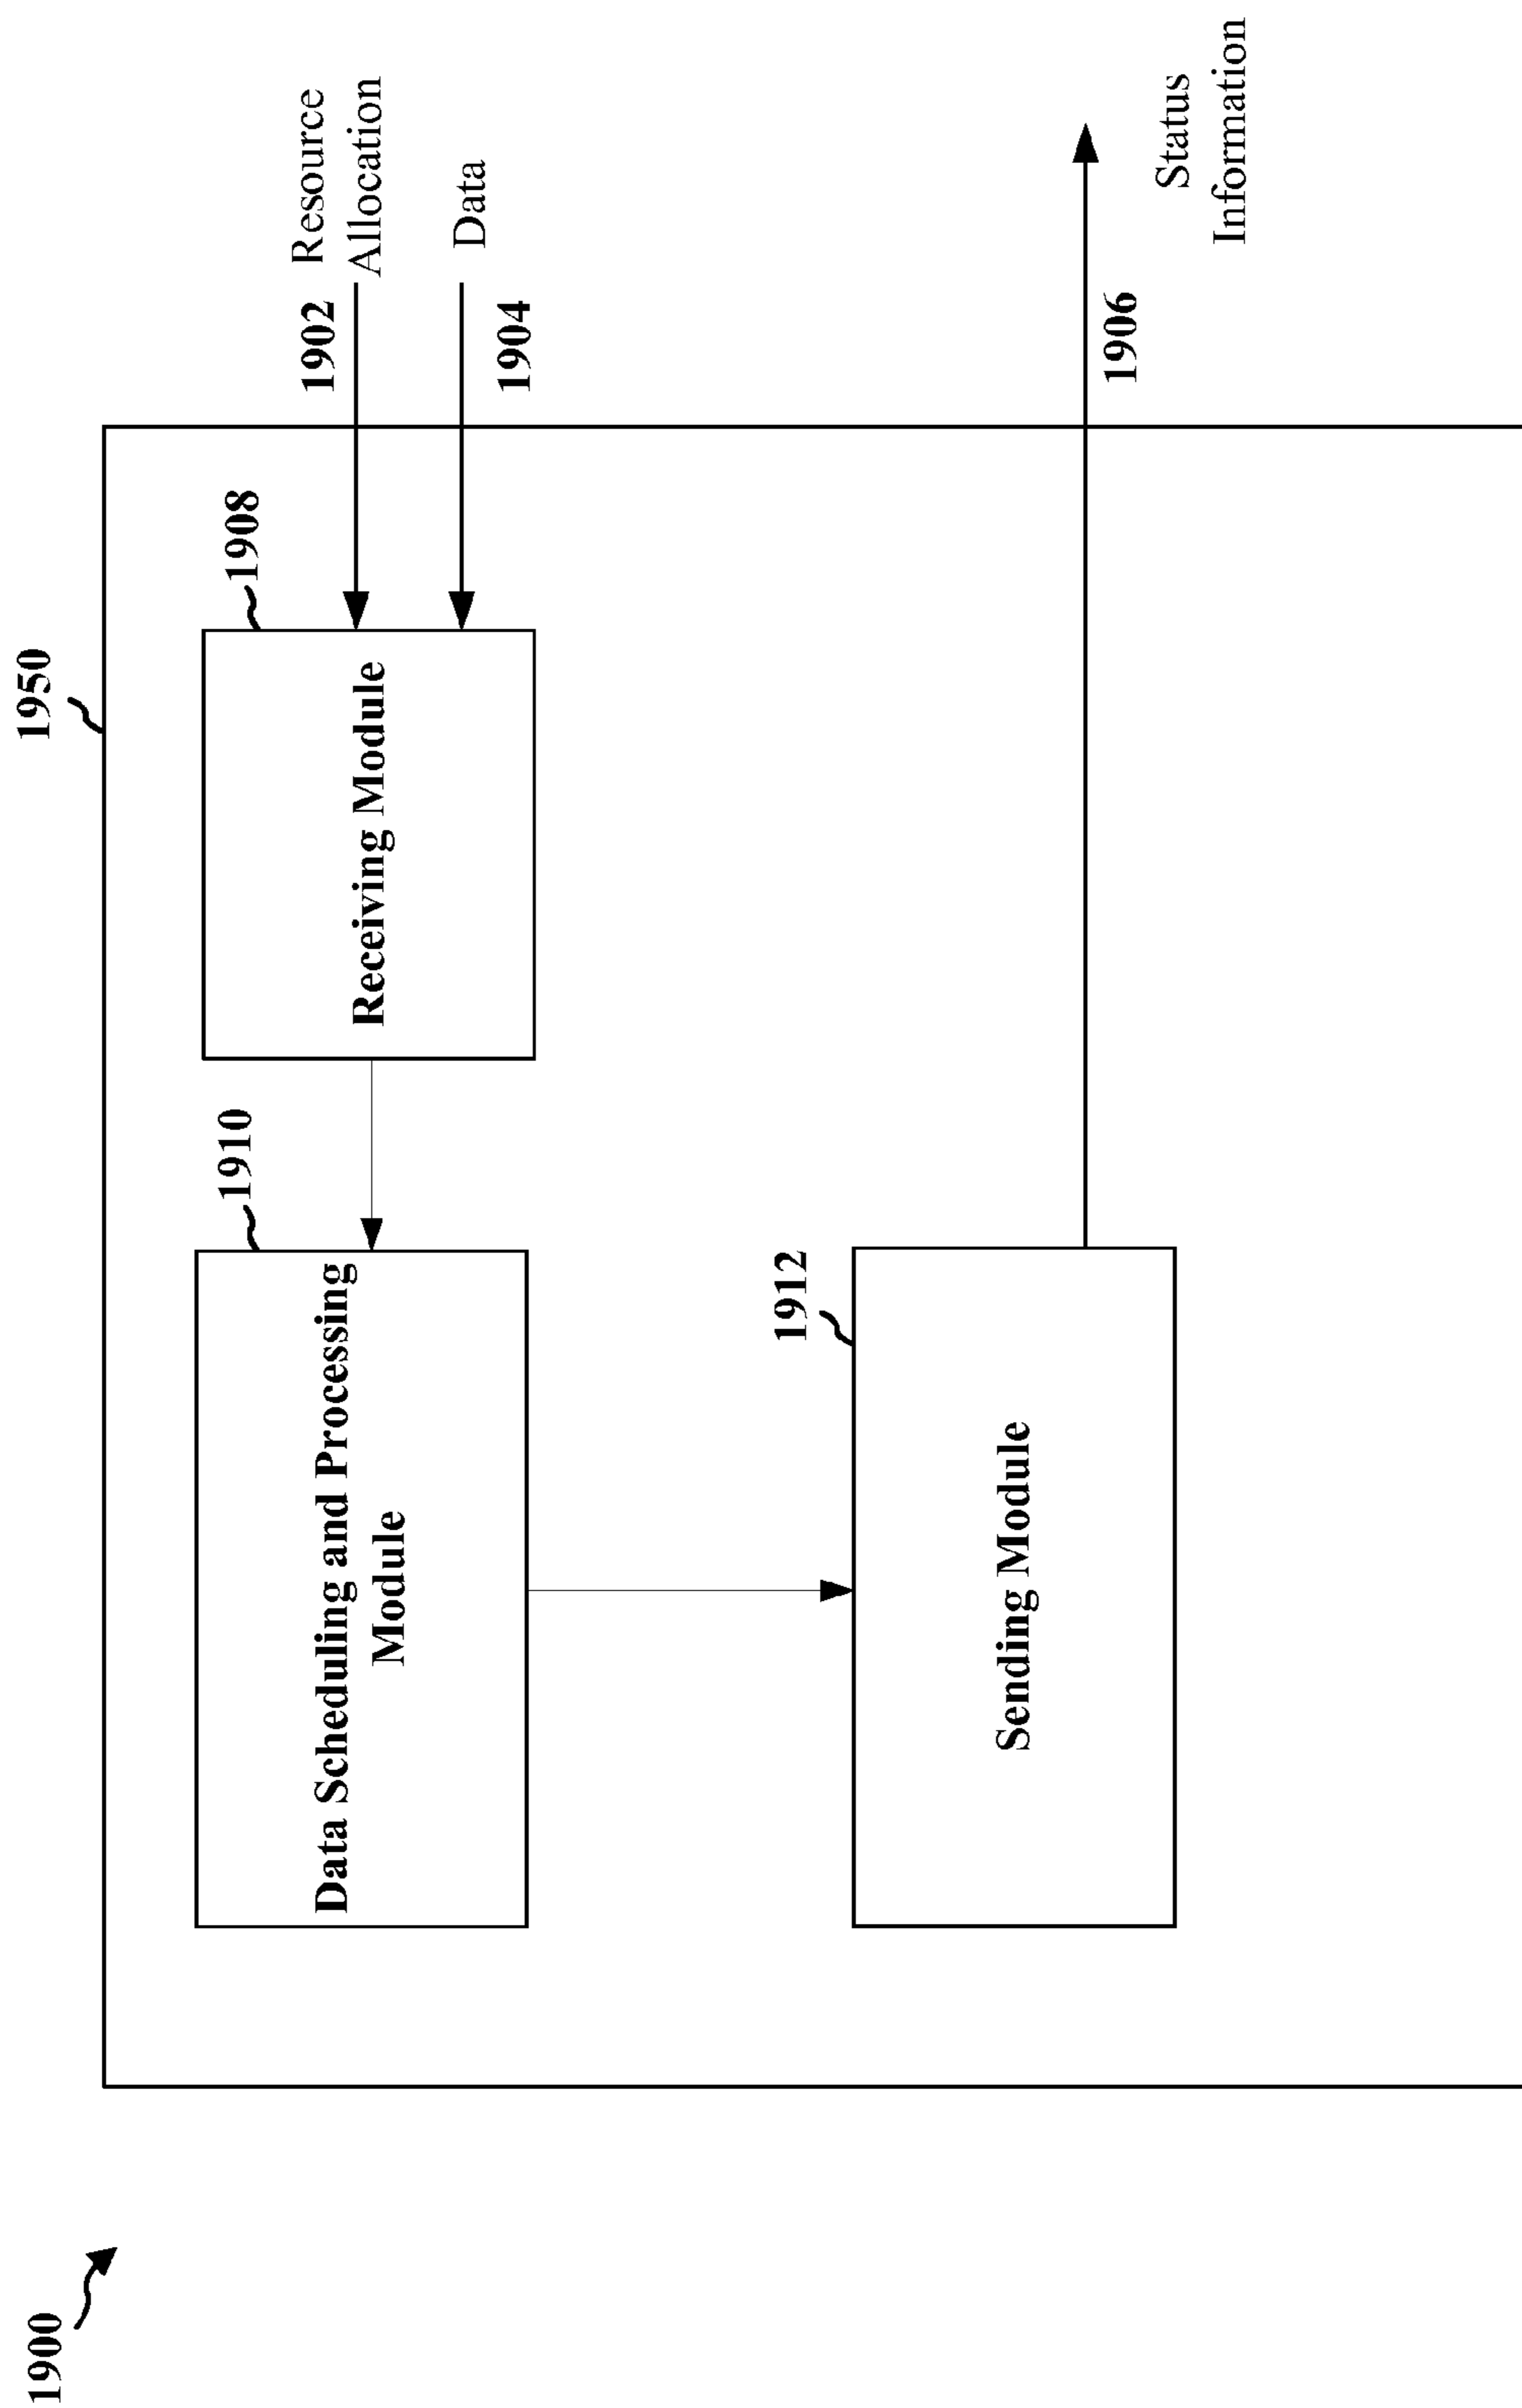 1900
1950
1910
Data Scheduling and Processing
Module
1908
Receiving Module
1902
Resource
Allocation
Data
1904
1912
Sending Module
1906
Status
Information